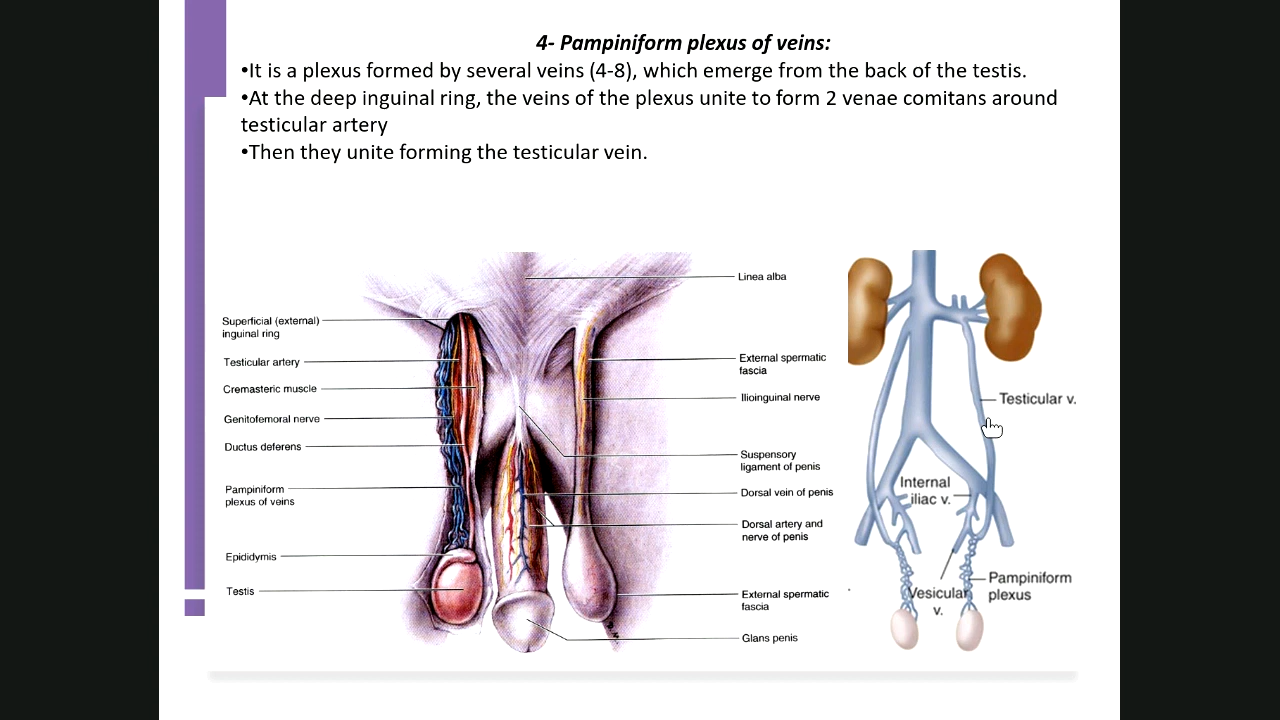 4- Pampiniform plexus of veins:
•It is a plexus formed by several veins (4-8), which emerge from the back of the testis.
•At the deep inguinal ring, the veins of the plexus unite to form 2 venae comitans around
testicular artery
•Then they unite forming the testicular vein.
Superficial (external)
inguinal ring
Testicular artery
Cremasteric muscle
Genitofemoral nerve
Ductus deferens
Pampiniform
plexus of veins
Epididymis
Testis
Linea alba
External spermatic
fascia
Ilioinguinal nerve
Suspensory
ligament of penis
Dorsal vein of penis
Dorsal artery and
nerve of penis
External spermatic
fascia
Glans penis
Testicular v.
Internal
iliac v.
Pampiniform
plexus
Vesicular
v.